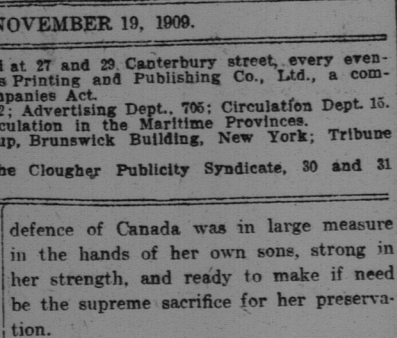 NOVEMBER 19, 1909.
at 27 and 29 Canterbury street, every even-
s Printing and Publishing Co., Ltd., a com-
mpanies Act.
2; Advertising Dept., 705; Circulation Dept. 15.
culation in the Maritime Provinces.
up, Brunswick Building, New York; Tribune
he Clougher Publicity Syndicate, 30 and 31
defence of Canada was in large measure
in the hands of her own sons, strong in
her strength, and ready to make if need
be the supreme sacrifice for her preserva-
tion.